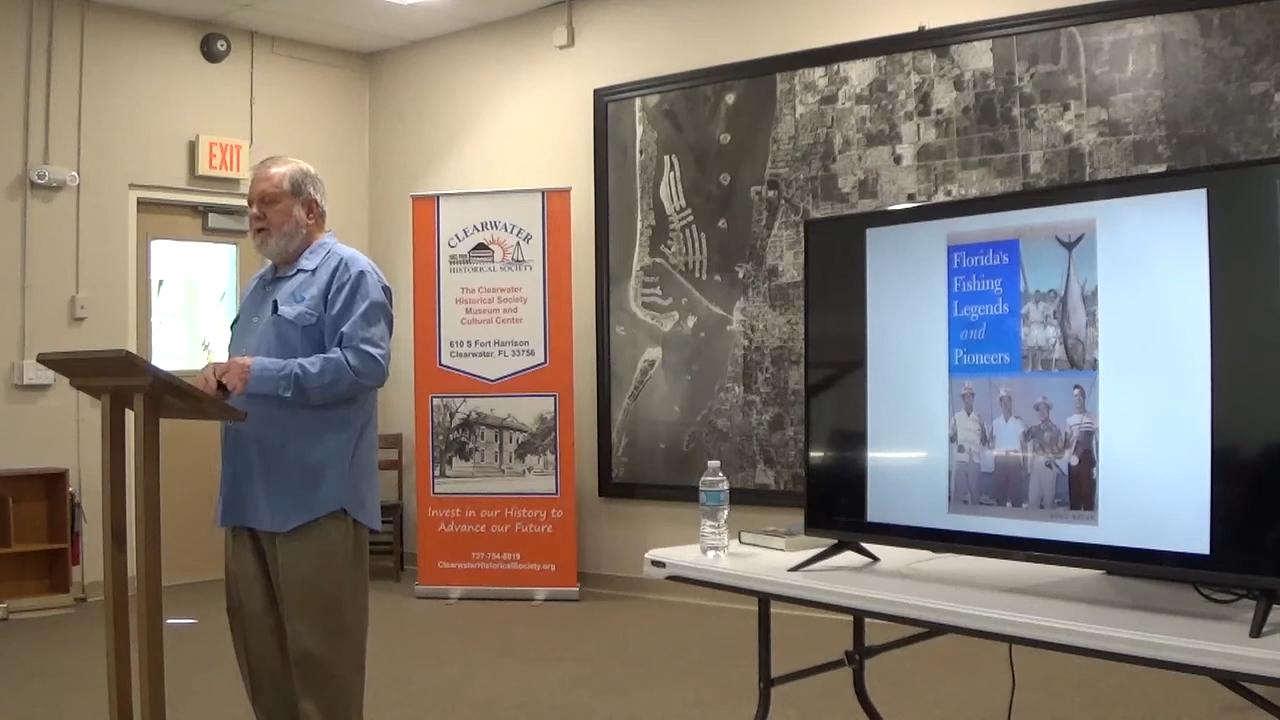 EXIT
CLEARWATER
HISTORICAL SOCIETY
The Clearwater
Historical Society
Museum and
Cultural Center
610 S Fort Harrison
Clearwater, FL 33756
Invest in our History to
Advance our Future
727-754-8019
ClearwaterHistoricalSociety.org
Florida's
Fishing
Legends
and
Pioneers